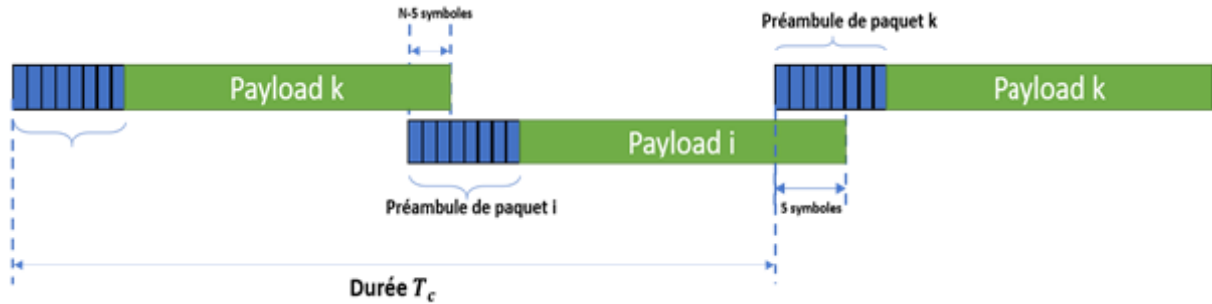 N-5 symboles
Préambule de paquet k
Payload k
Payload k
Payload i
Préambule de paquet i
5 symboles
Durée T_c